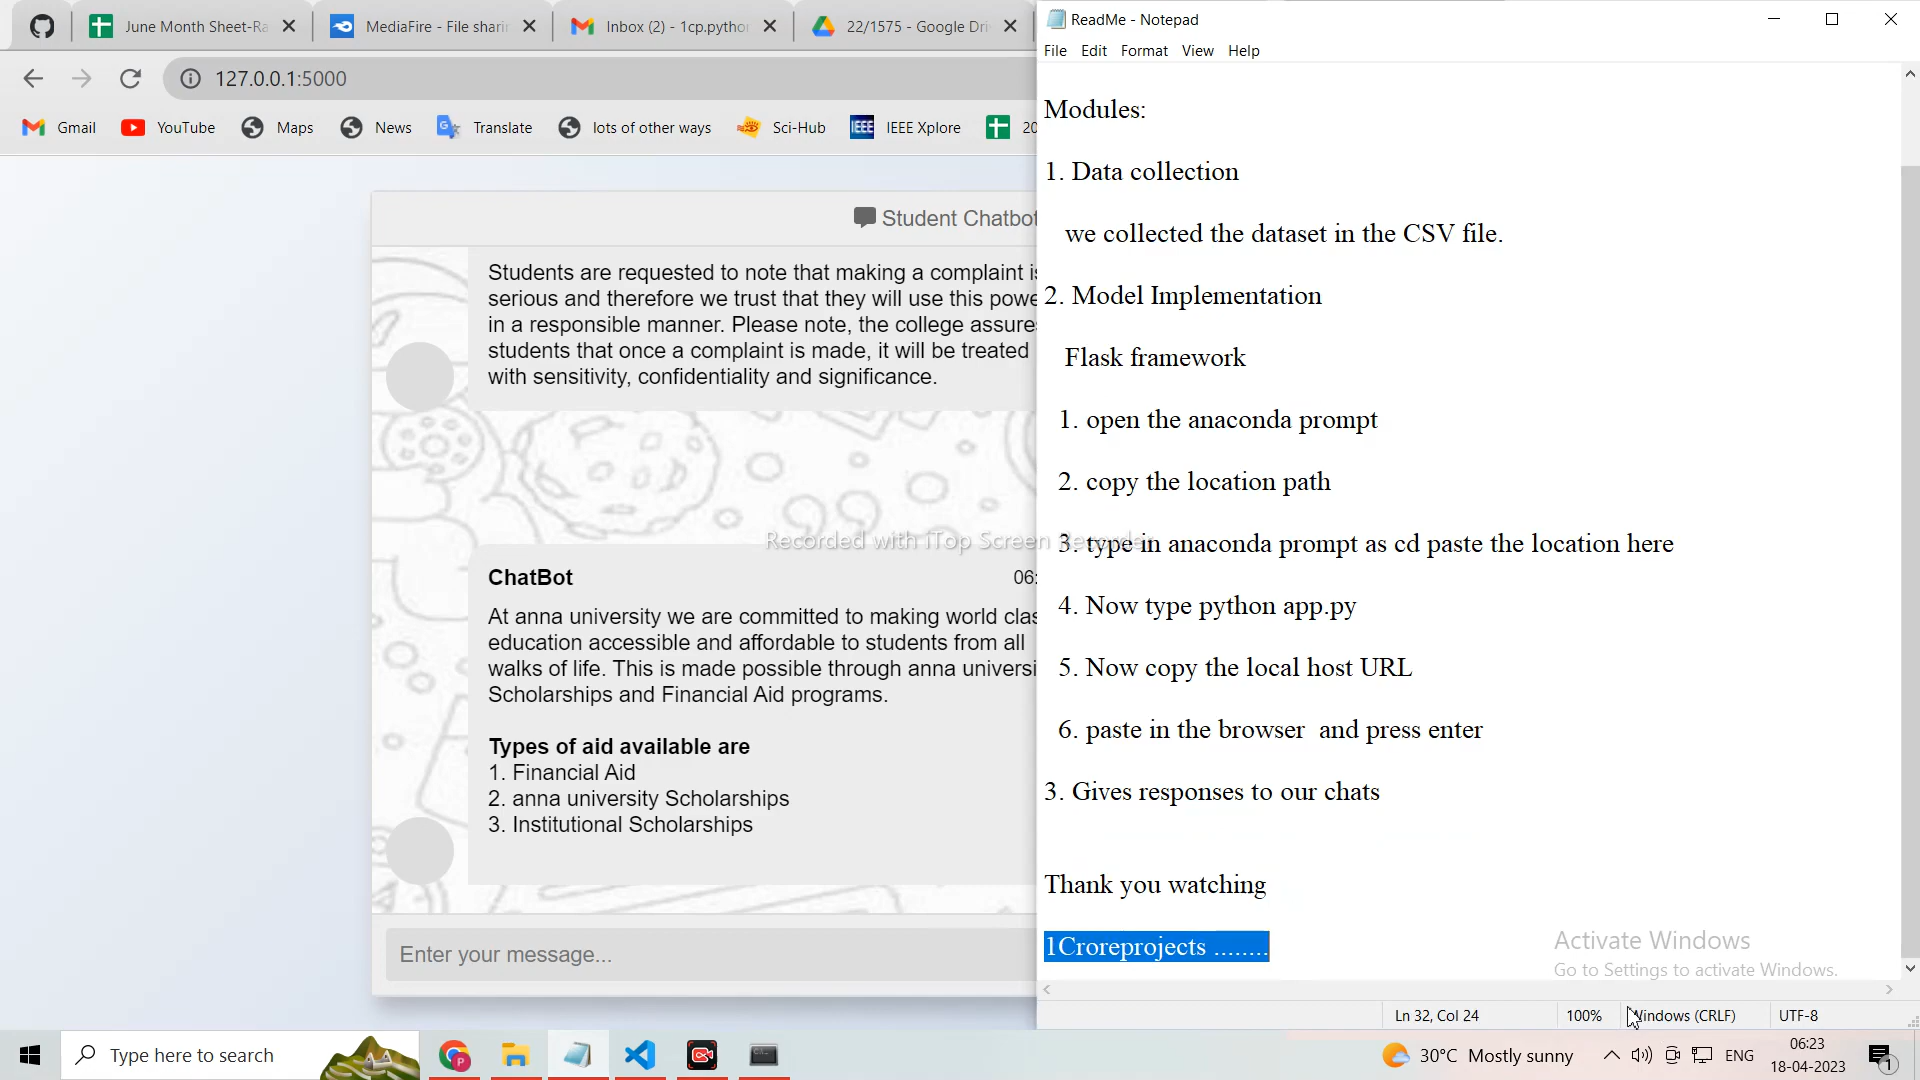 June Month Sheet-Ra
MediaFire - File sharin
Inbox (2) - 1cp.python
22/1575 - Google Dri
127.0.0.1:5000
Gmail
YouTube
Maps
News
Translate
lots of other ways
Sci-Hub
IEEE
IEEE Xplore
20
Student Chatbot
Students are requested to note that making a complaint is
serious and therefore we trust that they will use this powe
in a responsible manner. Please note, the college assure
students that once a complaint is made, it will be treated
with sensitivity, confidentiality and significance.
ChatBot
06:
At anna university we are committed to making world clas
education accessible and affordable to students from all
walks of life. This is made possible through anna universi
Scholarships and Financial Aid programs.
Types of aid available are
1. Financial Aid
2. anna university Scholarships
3. Institutional Scholarships
Enter your message...
Recorded with iTop Screen Recorder
ReadMe - Notepad
File Edit Format View Help
Modules:
1. Data collection
we collected the dataset in the CSV file.
2. Model Implementation
Flask framework
1. open the anaconda prompt
2. copy the location path
3. type in anaconda prompt as cd paste the location here
4. Now type python app.py
5. Now copy the local host URL
6. paste in the browser  and press enter
3. Gives responses to our chats
Thank you watching
1Croreprojects ........
Activate Windows
Go to Settings to activate Windows.
Ln 32, Col 24
100%
Windows (CRLF)
UTF-8
Type here to search
P
30°C Mostly sunny
ENG
06:23
18-04-2023
1